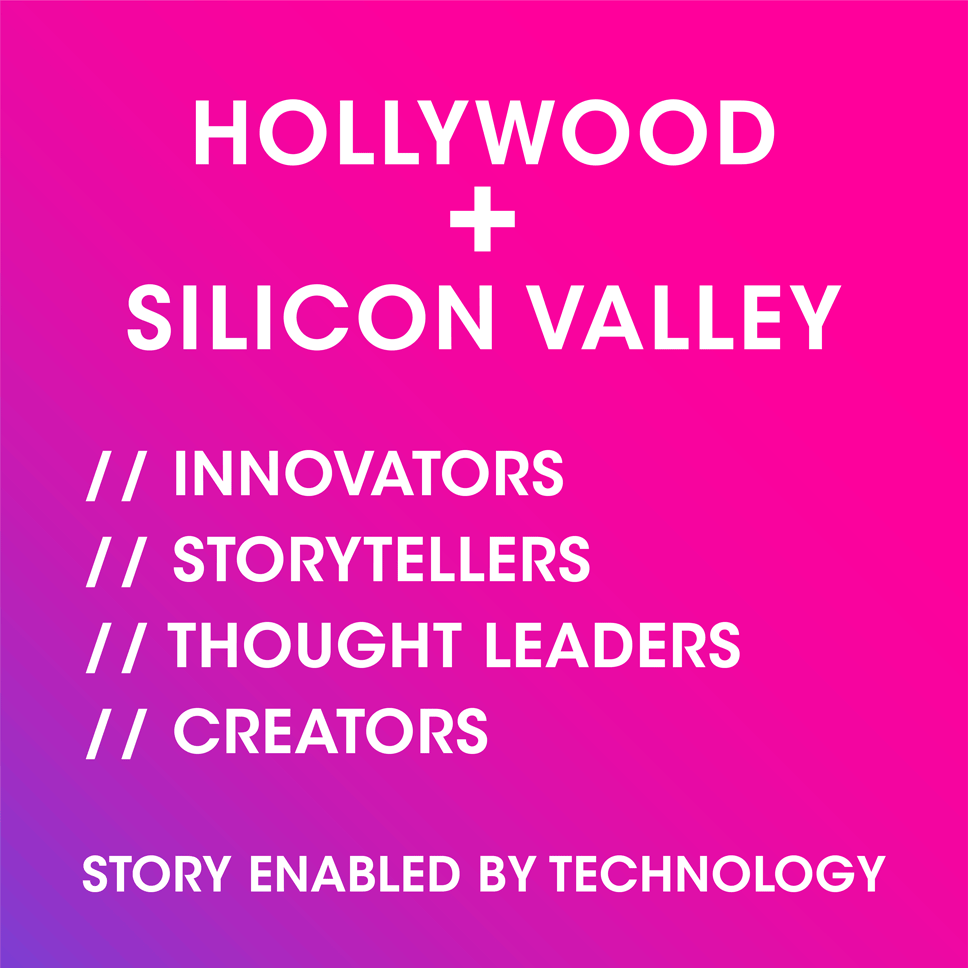 HOLLYWOOD
+
SILICON VALLEY
// INNOVATORS
// STORYTELLERS
// THOUGHT LEADERS
// CREATORS
STORY ENABLED BY TECHNOLOGY